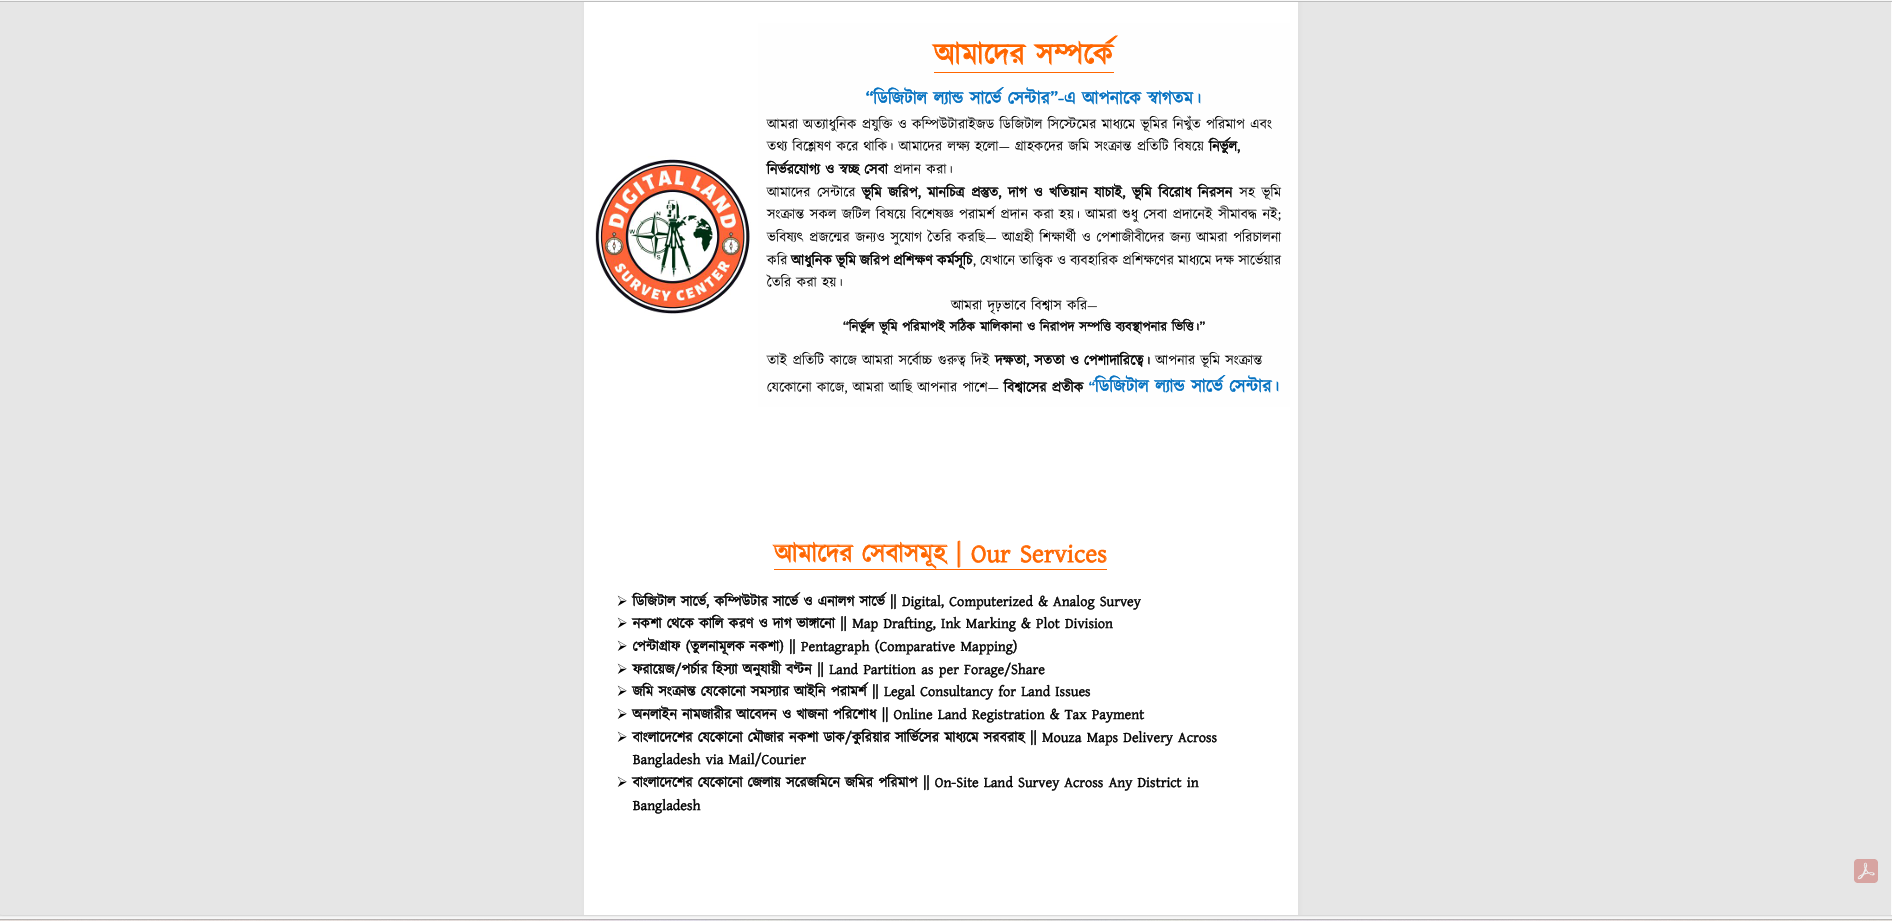 আমাদের সম্পর্কে
“ডিজিটাল ল্যান্ড সার্ভে সেন্টার”-এ আপনাকে স্বাগতম।
আমরা অত্যাধুনিক প্রযুক্তি ও কম্পিউটারাইজড ডিজিটাল সিস্টেমের মাধ্যমে ভূমির নিখুঁত পরিমাপ এবং
তথ্য বিশ্লেষণ করে থাকি। আমাদের লক্ষ্য হলো— গ্রাহকদের জমি সংক্রান্ত প্রতিটি বিষয়ে নির্ভুল,
নির্ভরযোগ্য ও স্বচ্ছ সেবা প্রদান করা।
আমাদের সেন্টারে ভূমি জরিপ, মানচিত্র প্রস্তুত, দাগ ও খতিয়ান যাচাই, ভূমি বিরোধ নিরসন সহ ভূমি
সংক্রান্ত সকল জটিল বিষয়ে বিশেষজ্ঞ পরামর্শ প্রদান করা হয়। আমরা শুধু সেবা প্রদানেই সীমাবদ্ধ নই;
ভবিষ্যৎ প্রজন্মের জন্যও সুযোগ তৈরি করছি— আগ্রহী শিক্ষার্থী ও পেশাজীবীদের জন্য আমরা পরিচালনা
করি আধুনিক ভূমি জরিপ প্রশিক্ষণ কর্মসূচি, যেখানে তাত্ত্বিক ও ব্যবহারিক প্রশিক্ষণের মাধ্যমে দক্ষ সার্ভেয়ার
তৈরি করা হয়।
আমরা দৃঢ়ভাবে বিশ্বাস করি—
“নির্ভুল ভূমি পরিমাপই সঠিক মালিকানা ও নিরাপদ সম্পত্তি ব্যবস্থাপনার ভিত্তি।”
তাই প্রতিটি কাজে আমরা সর্বোচ্চ গুরুত্ব দিই দক্ষতা, সততা ও পেশাদারিত্বে। আপনার ভূমি সংক্রান্ত
যেকোনো কাজে, আমরা আছি আপনার পাশে— বিশ্বাসের প্রতীক “ডিজিটাল ল্যান্ড সার্ভে সেন্টার।
DIGITAL LAND
N
W
S
SURVEY CENTER
আমাদের সেবাসমূহ | Our Services
➢ ডিজিটাল সার্ভে, কম্পিউটার সার্ভে ও এনালগ সার্ভে || Digital, Computerized & Analog Survey
➢ নকশা থেকে কালি করণ ও দাগ ভাঙ্গানো || Map Drafting, Ink Marking & Plot Division
➢ পেন্টাগ্রাফ (তুলনামূলক নকশা) || Pentagraph (Comparative Mapping)
➢ ফরায়েজ/পর্চার হিস্যা অনুযায়ী বণ্টন || Land Partition as per Forage/Share
➢ জমি সংক্রান্ত যেকোনো সমস্যার আইনি পরামর্শ || Legal Consultancy for Land Issues
➢ অনলাইন নামজারীর আবেদন ও খাজনা পরিশোধ || Online Land Registration & Tax Payment
➢ বাংলাদেশের যেকোনো মৌজার নকশা ডাক/কুরিয়ার সার্ভিসের মাধ্যমে সরবরাহ || Mouza Maps Delivery Across
Bangladesh via Mail/Courier
➢ বাংলাদেশের যেকোনো জেলায় সরেজমিনে জমির পরিমাপ || On-Site Land Survey Across Any District in
Bangladesh